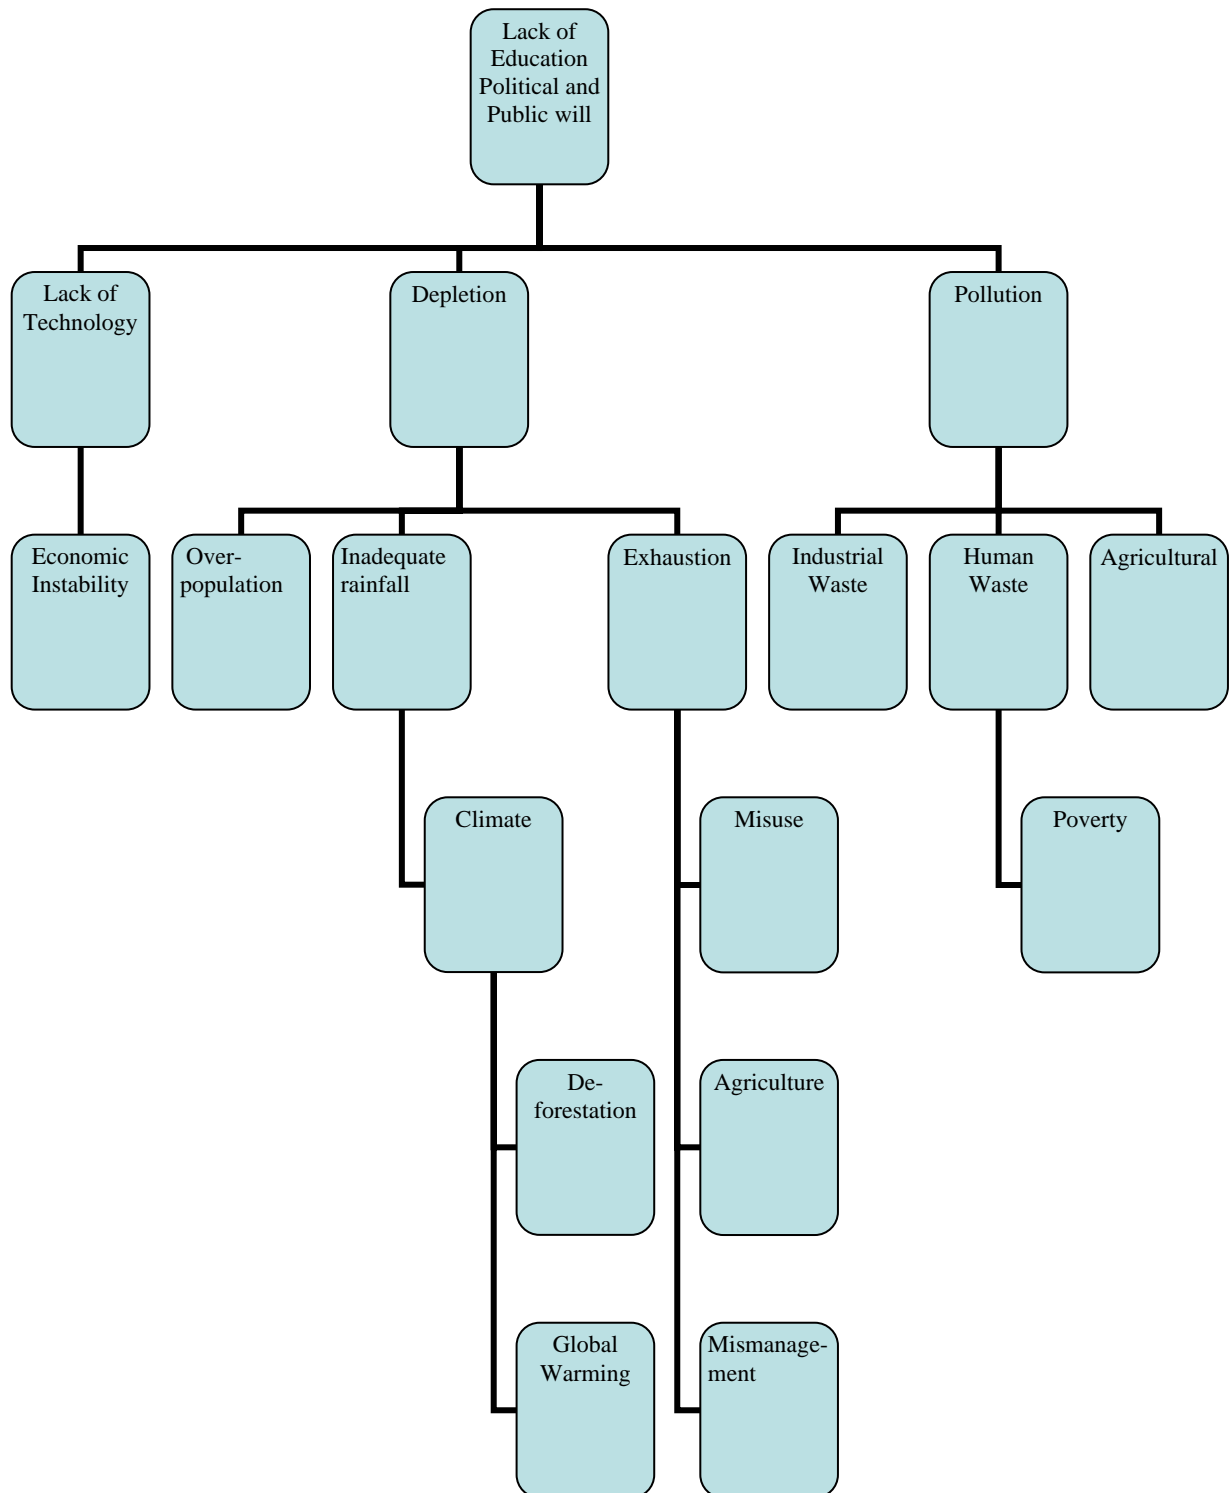 Lack of
Education
Political and
Public will
Lack of
Technology
Depletion
Pollution
Economic
Instability
Over-
population
Inadequate
rainfall
Exhaustion
Industrial
Waste
Human
Waste
Agricultural
Climate
Misuse
Poverty
De-
forestation
Agriculture
Global
Warming
Mismanage-
ment